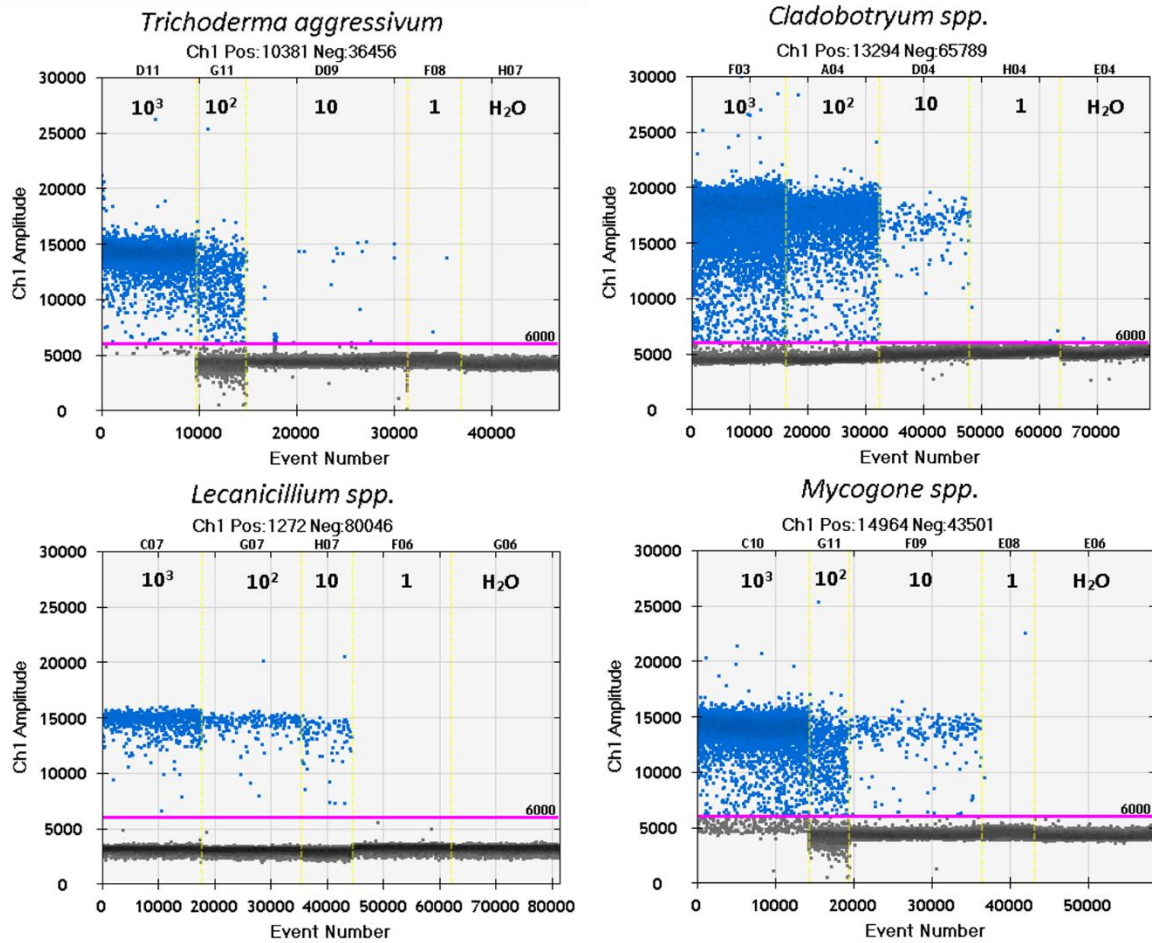 Trichoderma aggressivum
Ch1 Pos:10381 Neg:36456
D11 G11 D09 F08 H07
10³ 10² 10 1 H₂O
30000
25000
20000
15000
10000
5000
0
6000
Ch1 Amplitude
0 10000 20000 30000 40000
Event Number
Cladobotryum spp.
Ch1 Pos:13294 Neg:65789
F03 A04 D04 H04 E04
10³ 10² 10 1 H₂O
30000
25000
20000
15000
10000
5000
0
6000
Ch1 Amplitude
0 10000 20000 30000 40000 50000 60000 70000
Event Number
Lecanicillium spp.
Ch1 Pos:1272 Neg:80046
C07 G07 H07 F06 G06
10³ 10² 10 1 H₂O
30000
25000
20000
15000
10000
5000
0
6000
Ch1 Amplitude
0 10000 20000 30000 40000 50000 60000 70000 80000
Event Number
Mycogone spp.
Ch1 Pos:14964 Neg:43501
C10 G11 F09 E08 E06
10³ 10² 10 1 H₂O
30000
25000
20000
15000
10000
5000
0
6000
Ch1 Amplitude
0 10000 20000 30000 40000 50000
Event Number